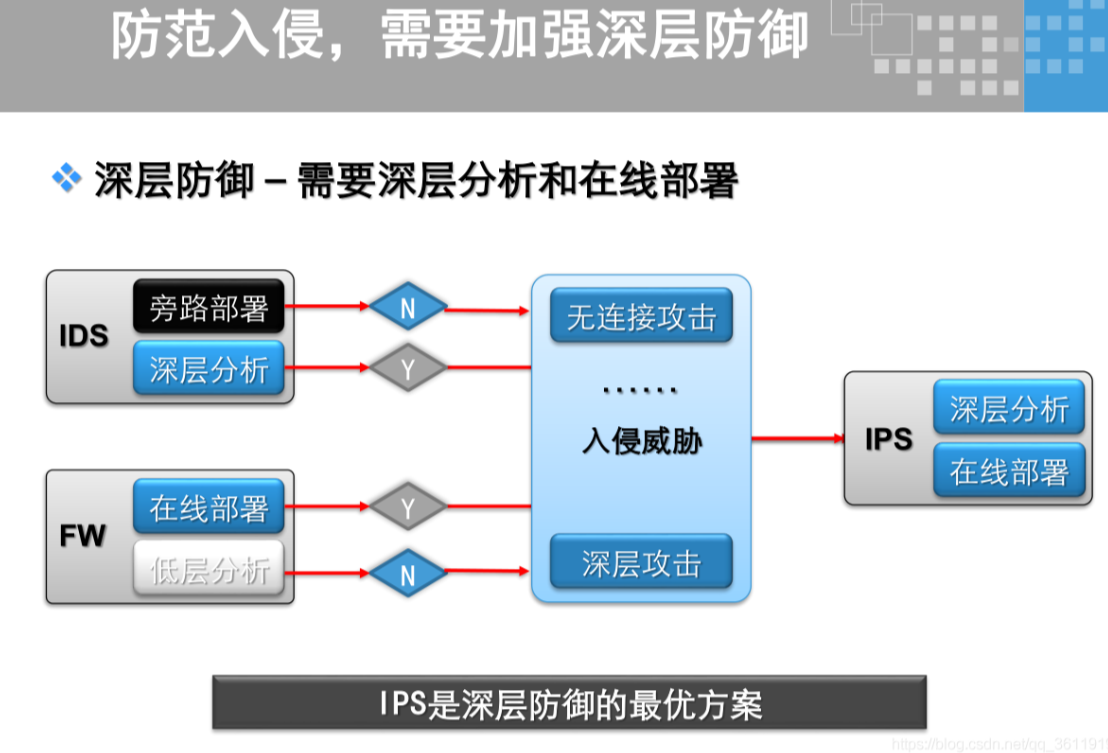 防范入侵，需要加强深层防御
深层防御 – 需要深层分析和在线部署
IDS
旁路部署
深层分析
N
Y
无连接攻击
......
入侵威胁
深层攻击
FW
在线部署
低层分析
Y
N
IPS
深层分析
在线部署
IPS是深层防御的最优方案
https://blog.csdn.net/qq_361191